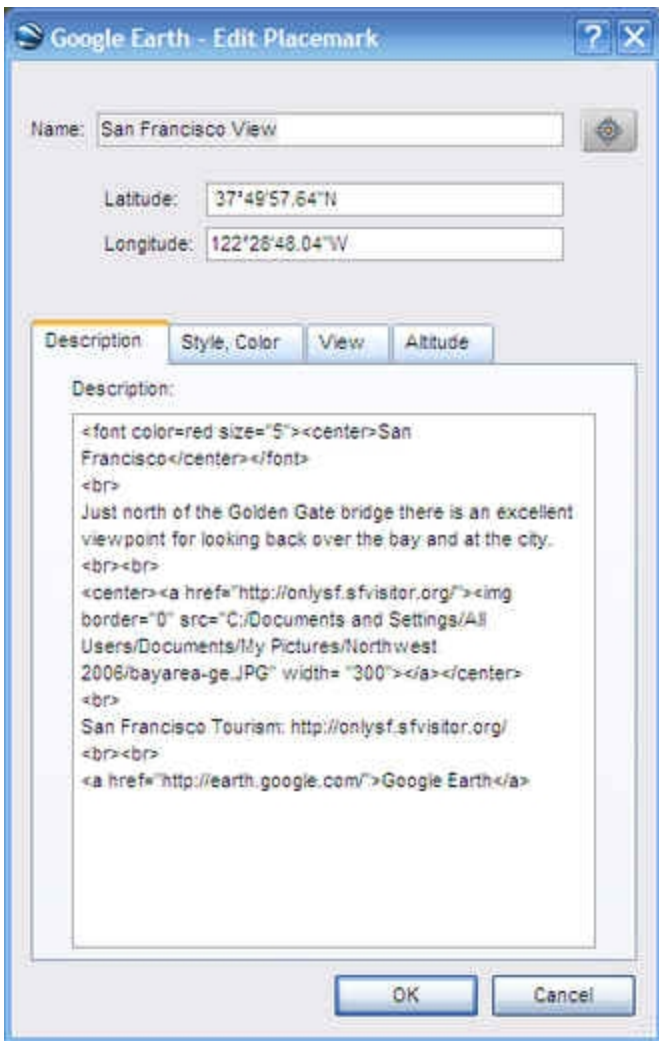 Google Earth - Edit Placemark
Name: San Francisco View
Latitude: 37°49'57.64"N
Longitude: 122°28'48.04"W
Description Style, Color View Altitude
Description:
<font color=red size="5"><center>San
Francisco</center></font>
<br>
Just north of the Golden Gate bridge there is an excellent
viewpoint for looking back over the bay and at the city.
<br><br>
<center><a href="http://onlysf.sfvisitor.org/"><img
border="0" src="C:/Documents and Settings/All
Users/Documents/My Pictures/Northwest
2006/bayarea-ge.JPG" width= "300"></a></center>
<br>
San Francisco Tourism: http://onlysf.sfvisitor.org/
<br><br>
<a href="http://earth.google.com/">Google Earth</a>
OK Cancel